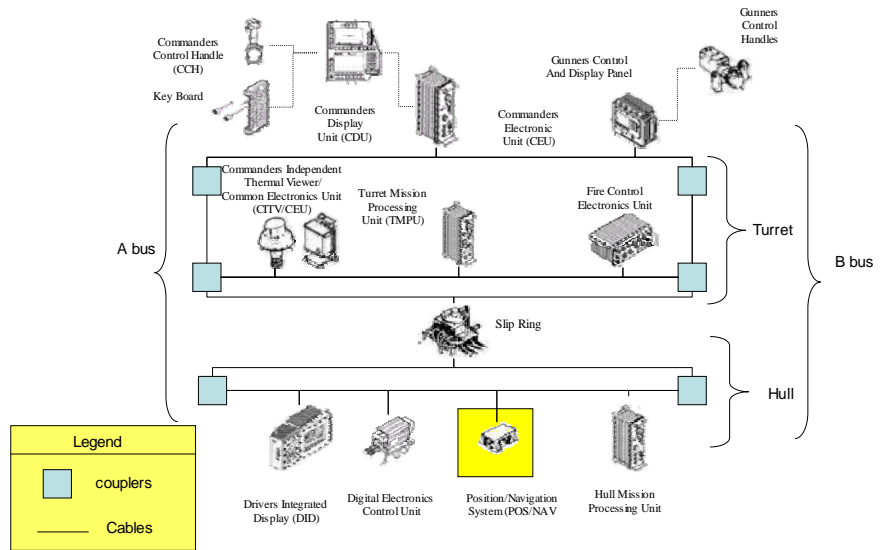 Commanders
Control Handle
(CCH)
Key Board
Commanders
Display
Unit (CDU)
Gunners Control
And Display Panel
Commanders
Electronic
Unit (CEU)
Gunners
Control
Handles
Commanders Independent
Thermal Viewer/
Common Electronics Unit
(CITV/CEU)
Turret Mission
Processing
Unit (TMPU)
Fire Control
Electronics Unit
A bus
Turret
B bus
Slip Ring
Hull
Legend
couplers
Cables
Drivers Integrated
Display (DID)
Digital Electronics
Control Unit
Position/Navigation
System (POS/NAV
Hull Mission
Processing Unit